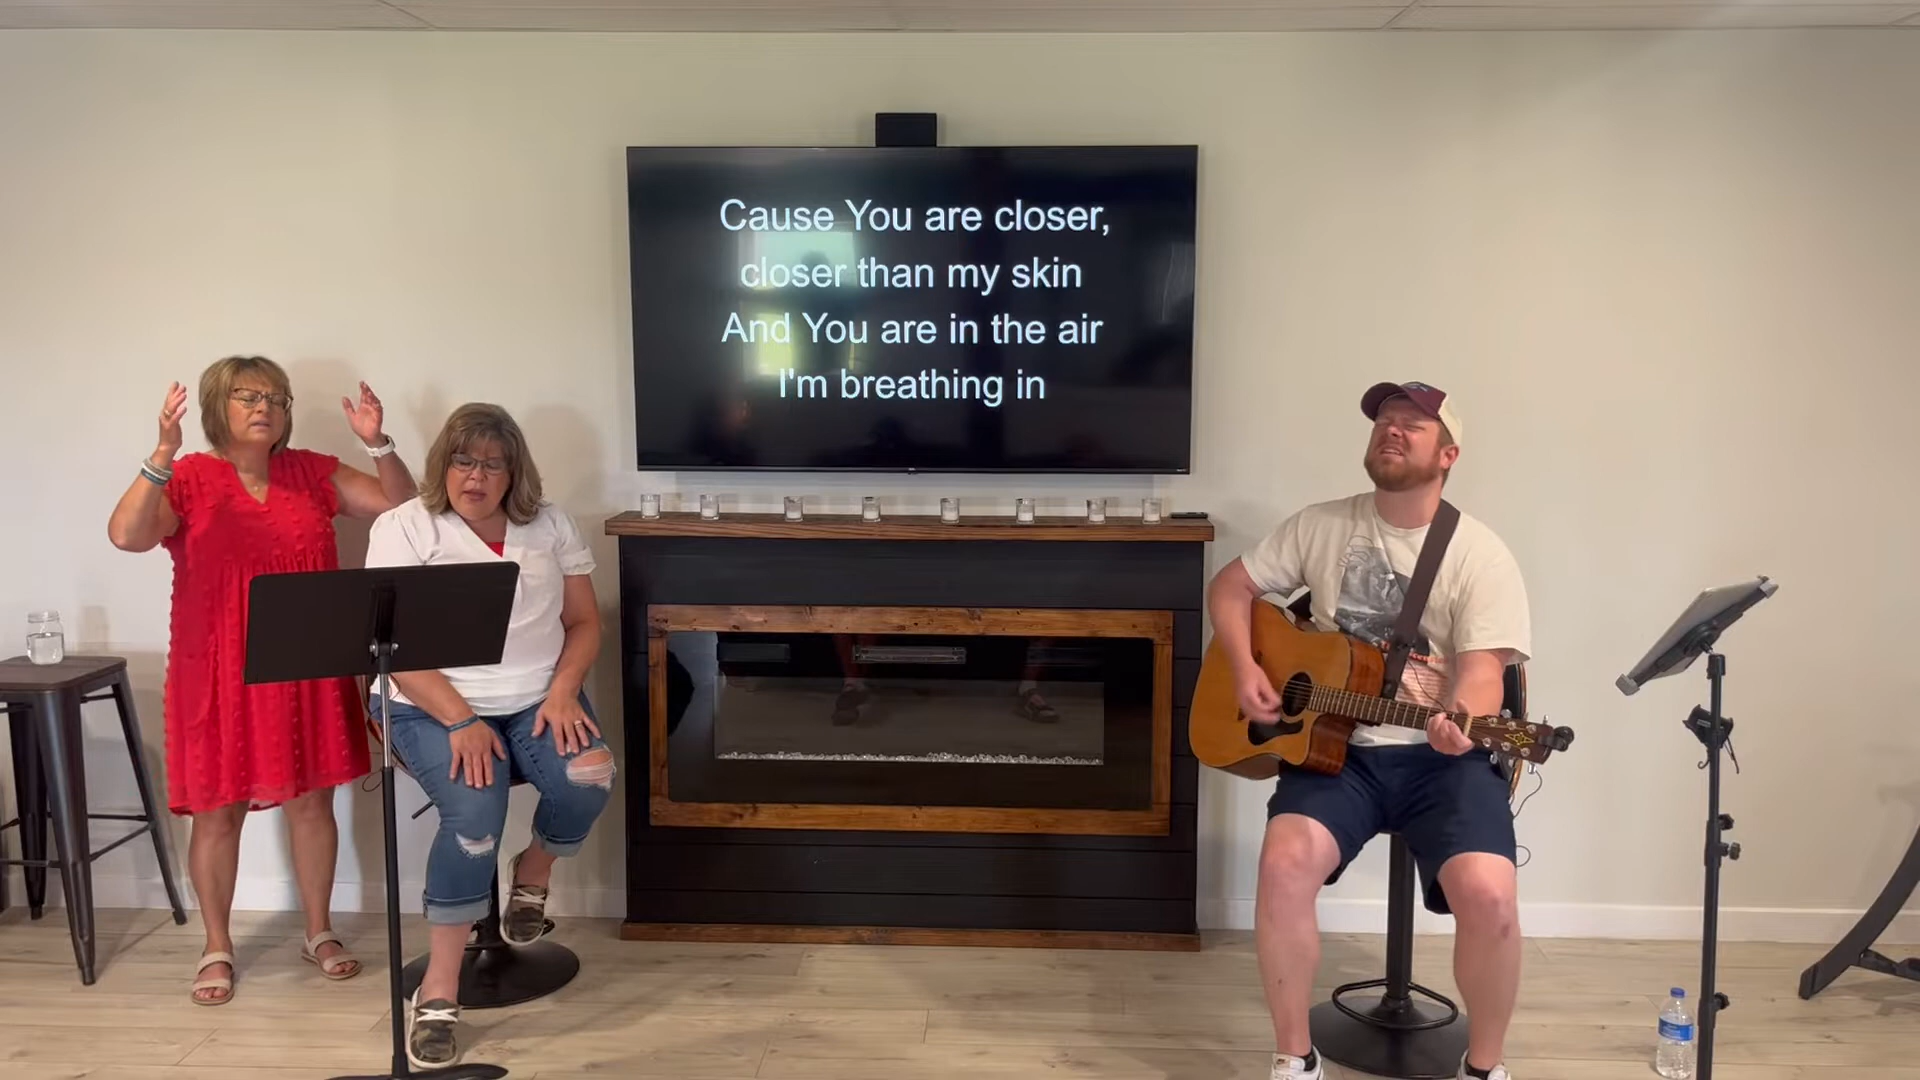 Cause You are closer,
closer than my skin
And You are in the air
I'm breathing in